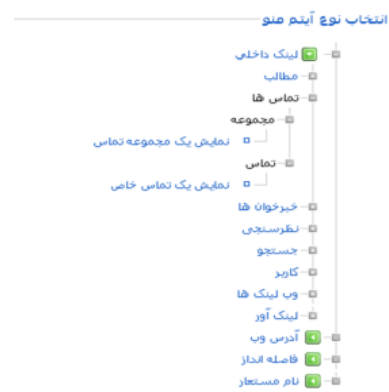 انتخاب نوع آیتم منو
لینک داخلی
مطالب
تماس ها
مجموعه
نمایش یک مجموعه تماس
تماس
نمایش یک تماس خاص
خبرخوان ها
نظرسنجی
جستجو
کاربر
وب لینک ها
لینک آور
آدرس وب
فاصله انداز
نام مستعار